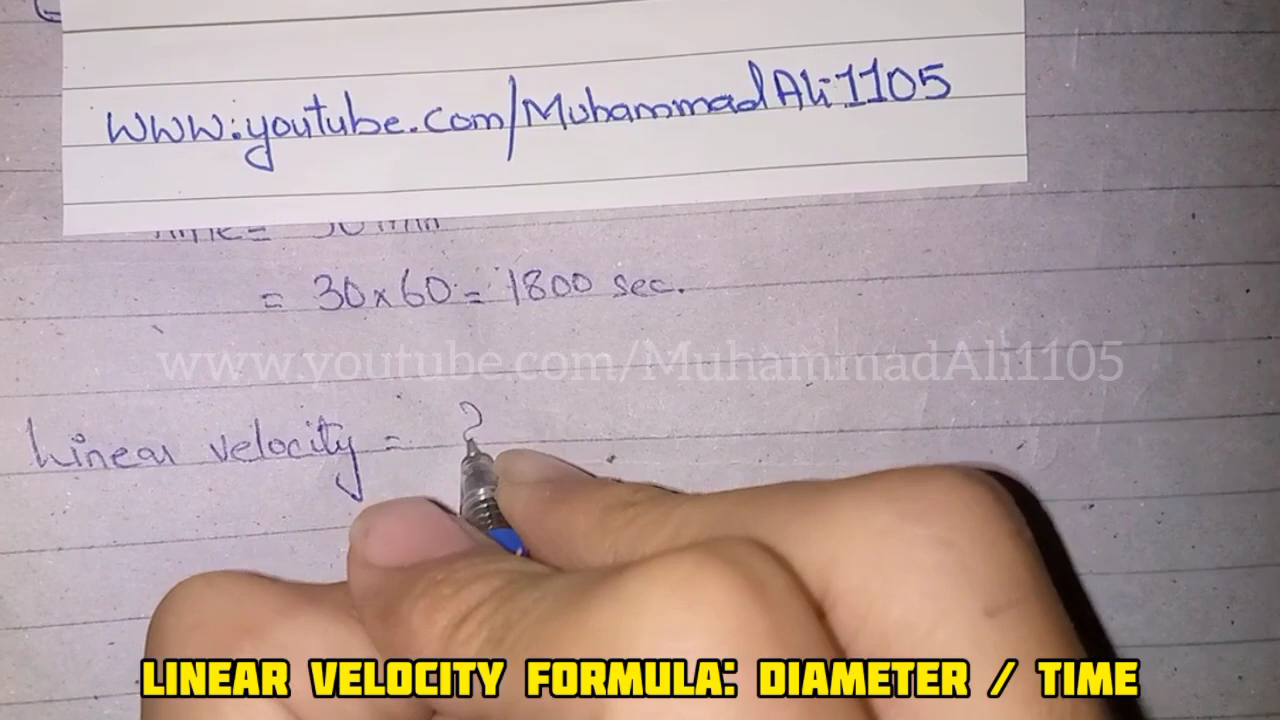 www.youtube.com/MuhammadAli1105
= 30x60 = 1800 sec.
www.youtube.com/MuhammadAli1105
Linear velocity = ?
LINEAR VELOCITY FORMULA: DIAMETER / TIME